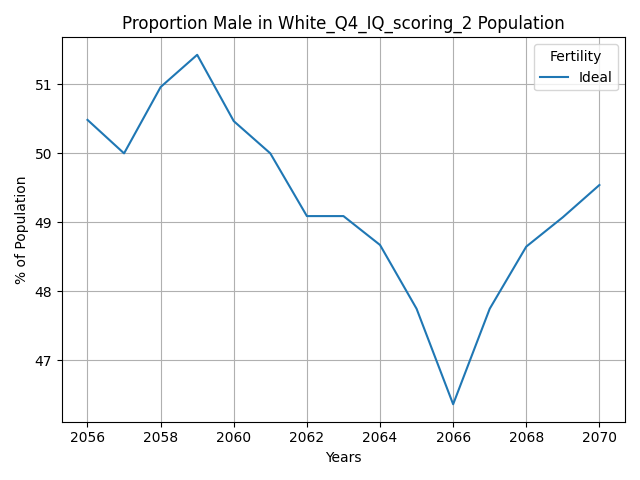 Proportion Male in White_Q4_IQ_scoring_2 Population
Fertility
Ideal
% of Population
51
50
49
48
47
2056 2058 2060 2062 2064 2066 2068 2070
Years